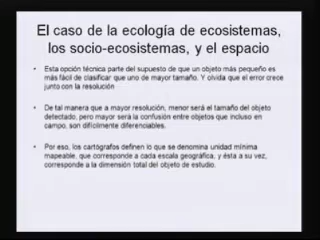 El caso de la ecología de ecosistemas,
los socio-ecosistemas, y el espacio
• Esta opción técnica parte del supuesto de que un objeto más pequeño es
más fácil de clasificar que uno de mayor tamaño. Y olvida que el error crece
junto con la resolución
• De tal manera que a mayor resolución, menor será el tamaño del objeto
detectado, pero mayor será la confusión entre objetos que incluso en
campo, son difícilmente diferenciables.
• Por eso, los cartógrafos definen lo que se denomina unidad mínima
mapeable, que corresponde a cada escala geográfica, y ésta a su vez,
corresponde a la dimensión total del objeto de estudio.